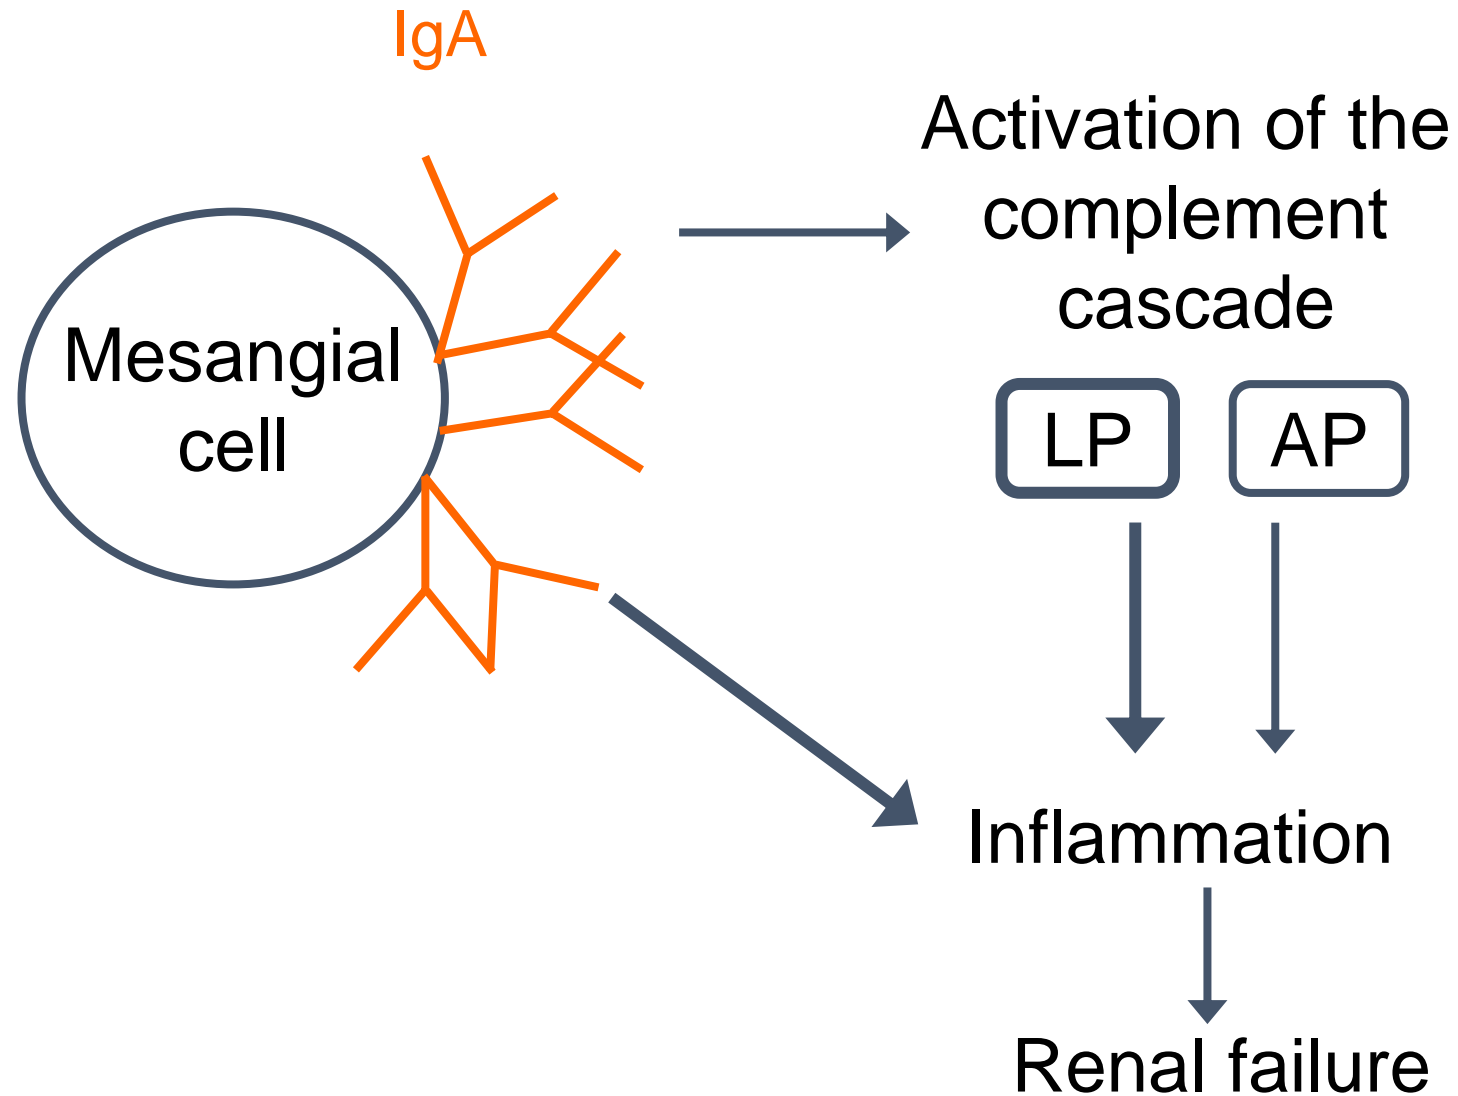 IgA
Mesangial
cell
Activation of the
complement
cascade
LP
AP
Inflammation
Renal failure